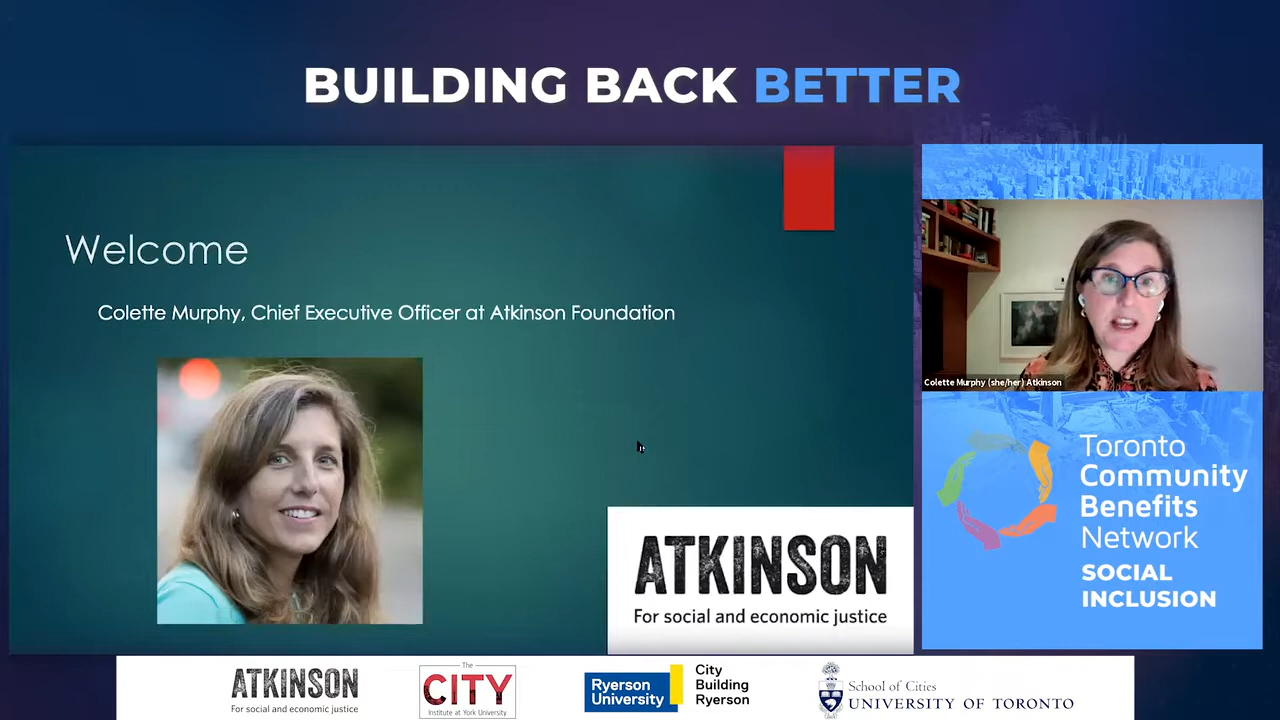 BUILDING BACK BETTER
Welcome
Colette Murphy, Chief Executive Officer at Atkinson Foundation
ATKINSON
For social and economic justice
Colette Murphy (she/her) Atkinson
Toronto
Community
Benefits
Network
SOCIAL
INCLUSION
ATKINSON
For social and economic justice
The
CITY
Institute at York University
Ryerson
University
City
Building
Ryerson
School of Cities
UNIVERSITY OF TORONTO